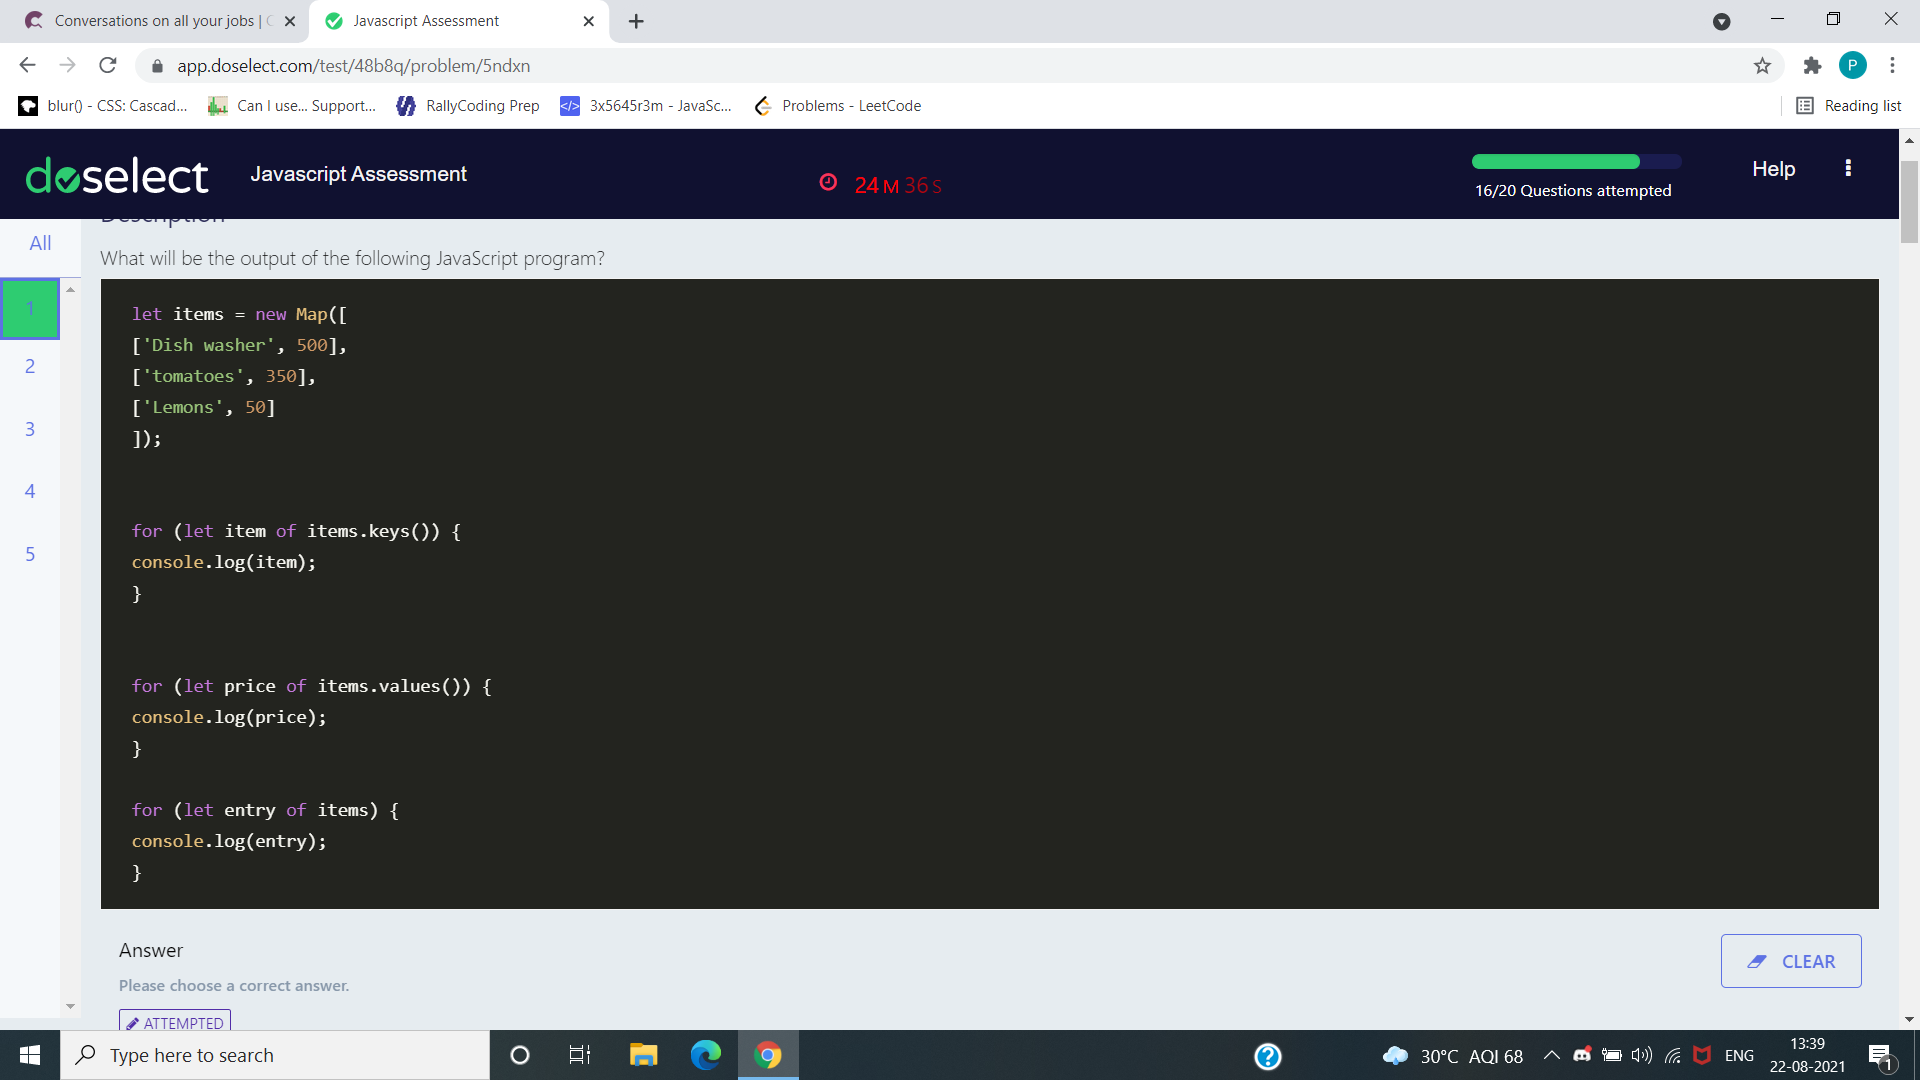 Conversations on all your jobs | C
Javascript Assessment
app.doselect.com/test/48b8q/problem/5ndxn
P
blur() - CSS: Cascad...
Can I use... Support...
RallyCoding Prep
3x5645r3m - JavaSc...
Problems - LeetCode
Reading list
doselect
Javascript Assessment
24 M 36 S
16/20 Questions attempted
Help
Description
All
1
2
3
4
5
What will be the output of the following JavaScript program?
let items = new Map([
['Dish washer', 500],
['tomatoes', 350],
['Lemons', 50]
]);
for (let item of items.keys()) {
console.log(item);
}
for (let price of items.values()) {
console.log(price);
}
for (let entry of items) {
console.log(entry);
}
Answer
Please choose a correct answer.
ATTEMPTED
CLEAR
Type here to search
30°C AQI 68
ENG
13:39
22-08-2021
1